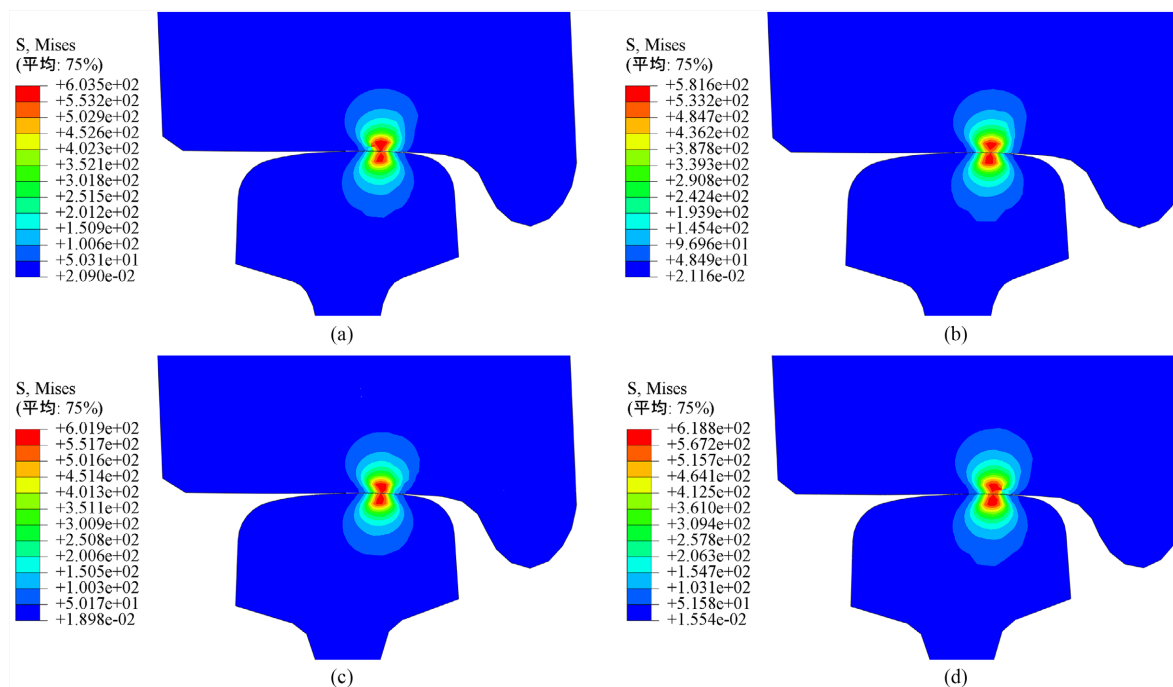 S, Mises
(平均: 75%)
+6.035e+02
+5.532e+02
+5.029e+02
+4.526e+02
+4.023e+02
+3.521e+02
+3.018e+02
+2.515e+02
+2.012e+02
+1.509e+02
+1.006e+02
+5.031e+01
+2.090e-02
(a)
S, Mises
(平均: 75%)
+5.816e+02
+5.332e+02
+4.847e+02
+4.362e+02
+3.878e+02
+3.393e+02
+2.908e+02
+2.424e+02
+1.939e+02
+1.454e+02
+9.696e+01
+4.849e+01
+2.116e-02
(b)
S, Mises
(平均: 75%)
+6.019e+02
+5.517e+02
+5.016e+02
+4.514e+02
+4.013e+02
+3.511e+02
+3.009e+02
+2.508e+02
+2.006e+02
+1.505e+02
+1.003e+02
+5.017e+01
+1.898e-02
(c)
S, Mises
(平均: 75%)
+6.188e+02
+5.672e+02
+5.157e+02
+4.641e+02
+4.125e+02
+3.610e+02
+3.094e+02
+2.578e+02
+2.063e+02
+1.547e+02
+1.031e+02
+5.158e+01
+1.554e-02
(d)